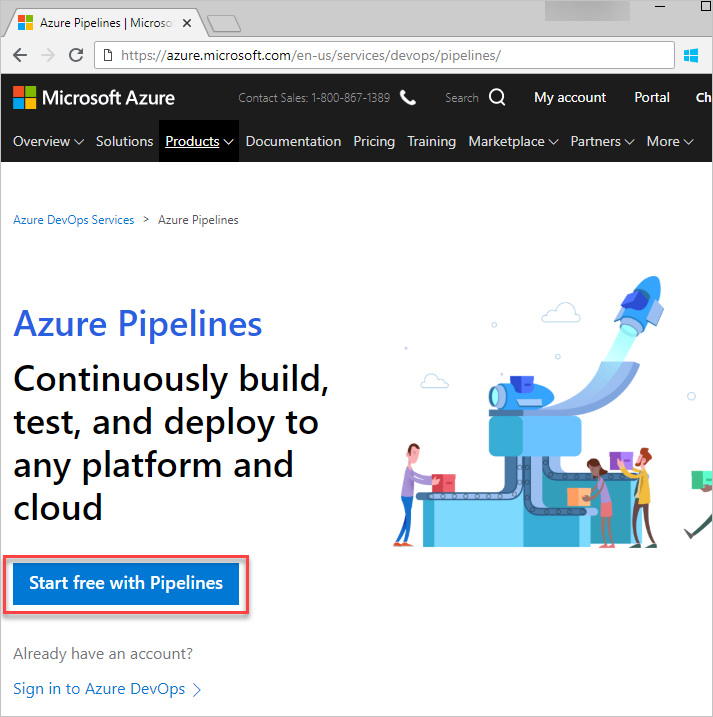 Azure Pipelines | Micros
https://azure.microsoft.com/en-us/services/devops/pipelines/
Microsoft Azure
Contact Sales: 1-800-867-1389
Search
My account
Portal
Ch
Overview
Solutions
Products
Documentation
Pricing
Training
Marketplace
Partners
More
Azure DevOps Services > Azure Pipelines
Azure Pipelines
Continuously build,
test, and deploy to
any platform and
cloud
Start free with Pipelines
Already have an account?
Sign in to Azure DevOps